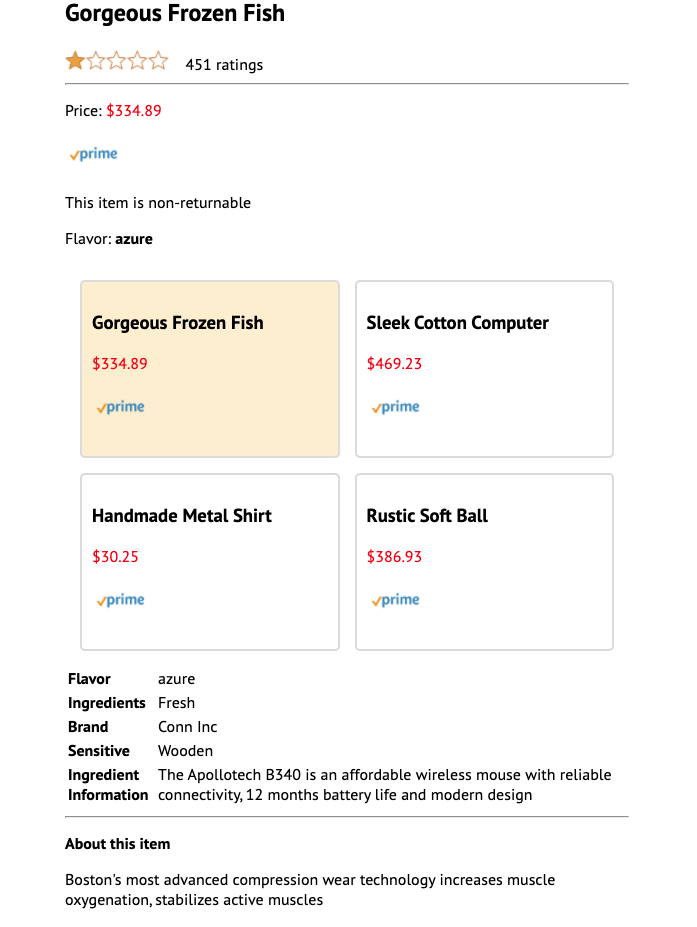 Gorgeous Frozen Fish
451 ratings
Price: $334.89
prime
This item is non-returnable
Flavor: azure
Gorgeous Frozen Fish
$334.89
prime
Sleek Cotton Computer
$469.23
prime
Handmade Metal Shirt
$30.25
prime
Rustic Soft Ball
$386.93
prime
Flavor azure
Ingredients Fresh
Brand Conn Inc
Sensitive Wooden
Ingredient The Apollotech B340 is an affordable wireless mouse with reliable
Information connectivity, 12 months battery life and modern design
About this item
Boston's most advanced compression wear technology increases muscle
oxygenation, stabilizes active muscles